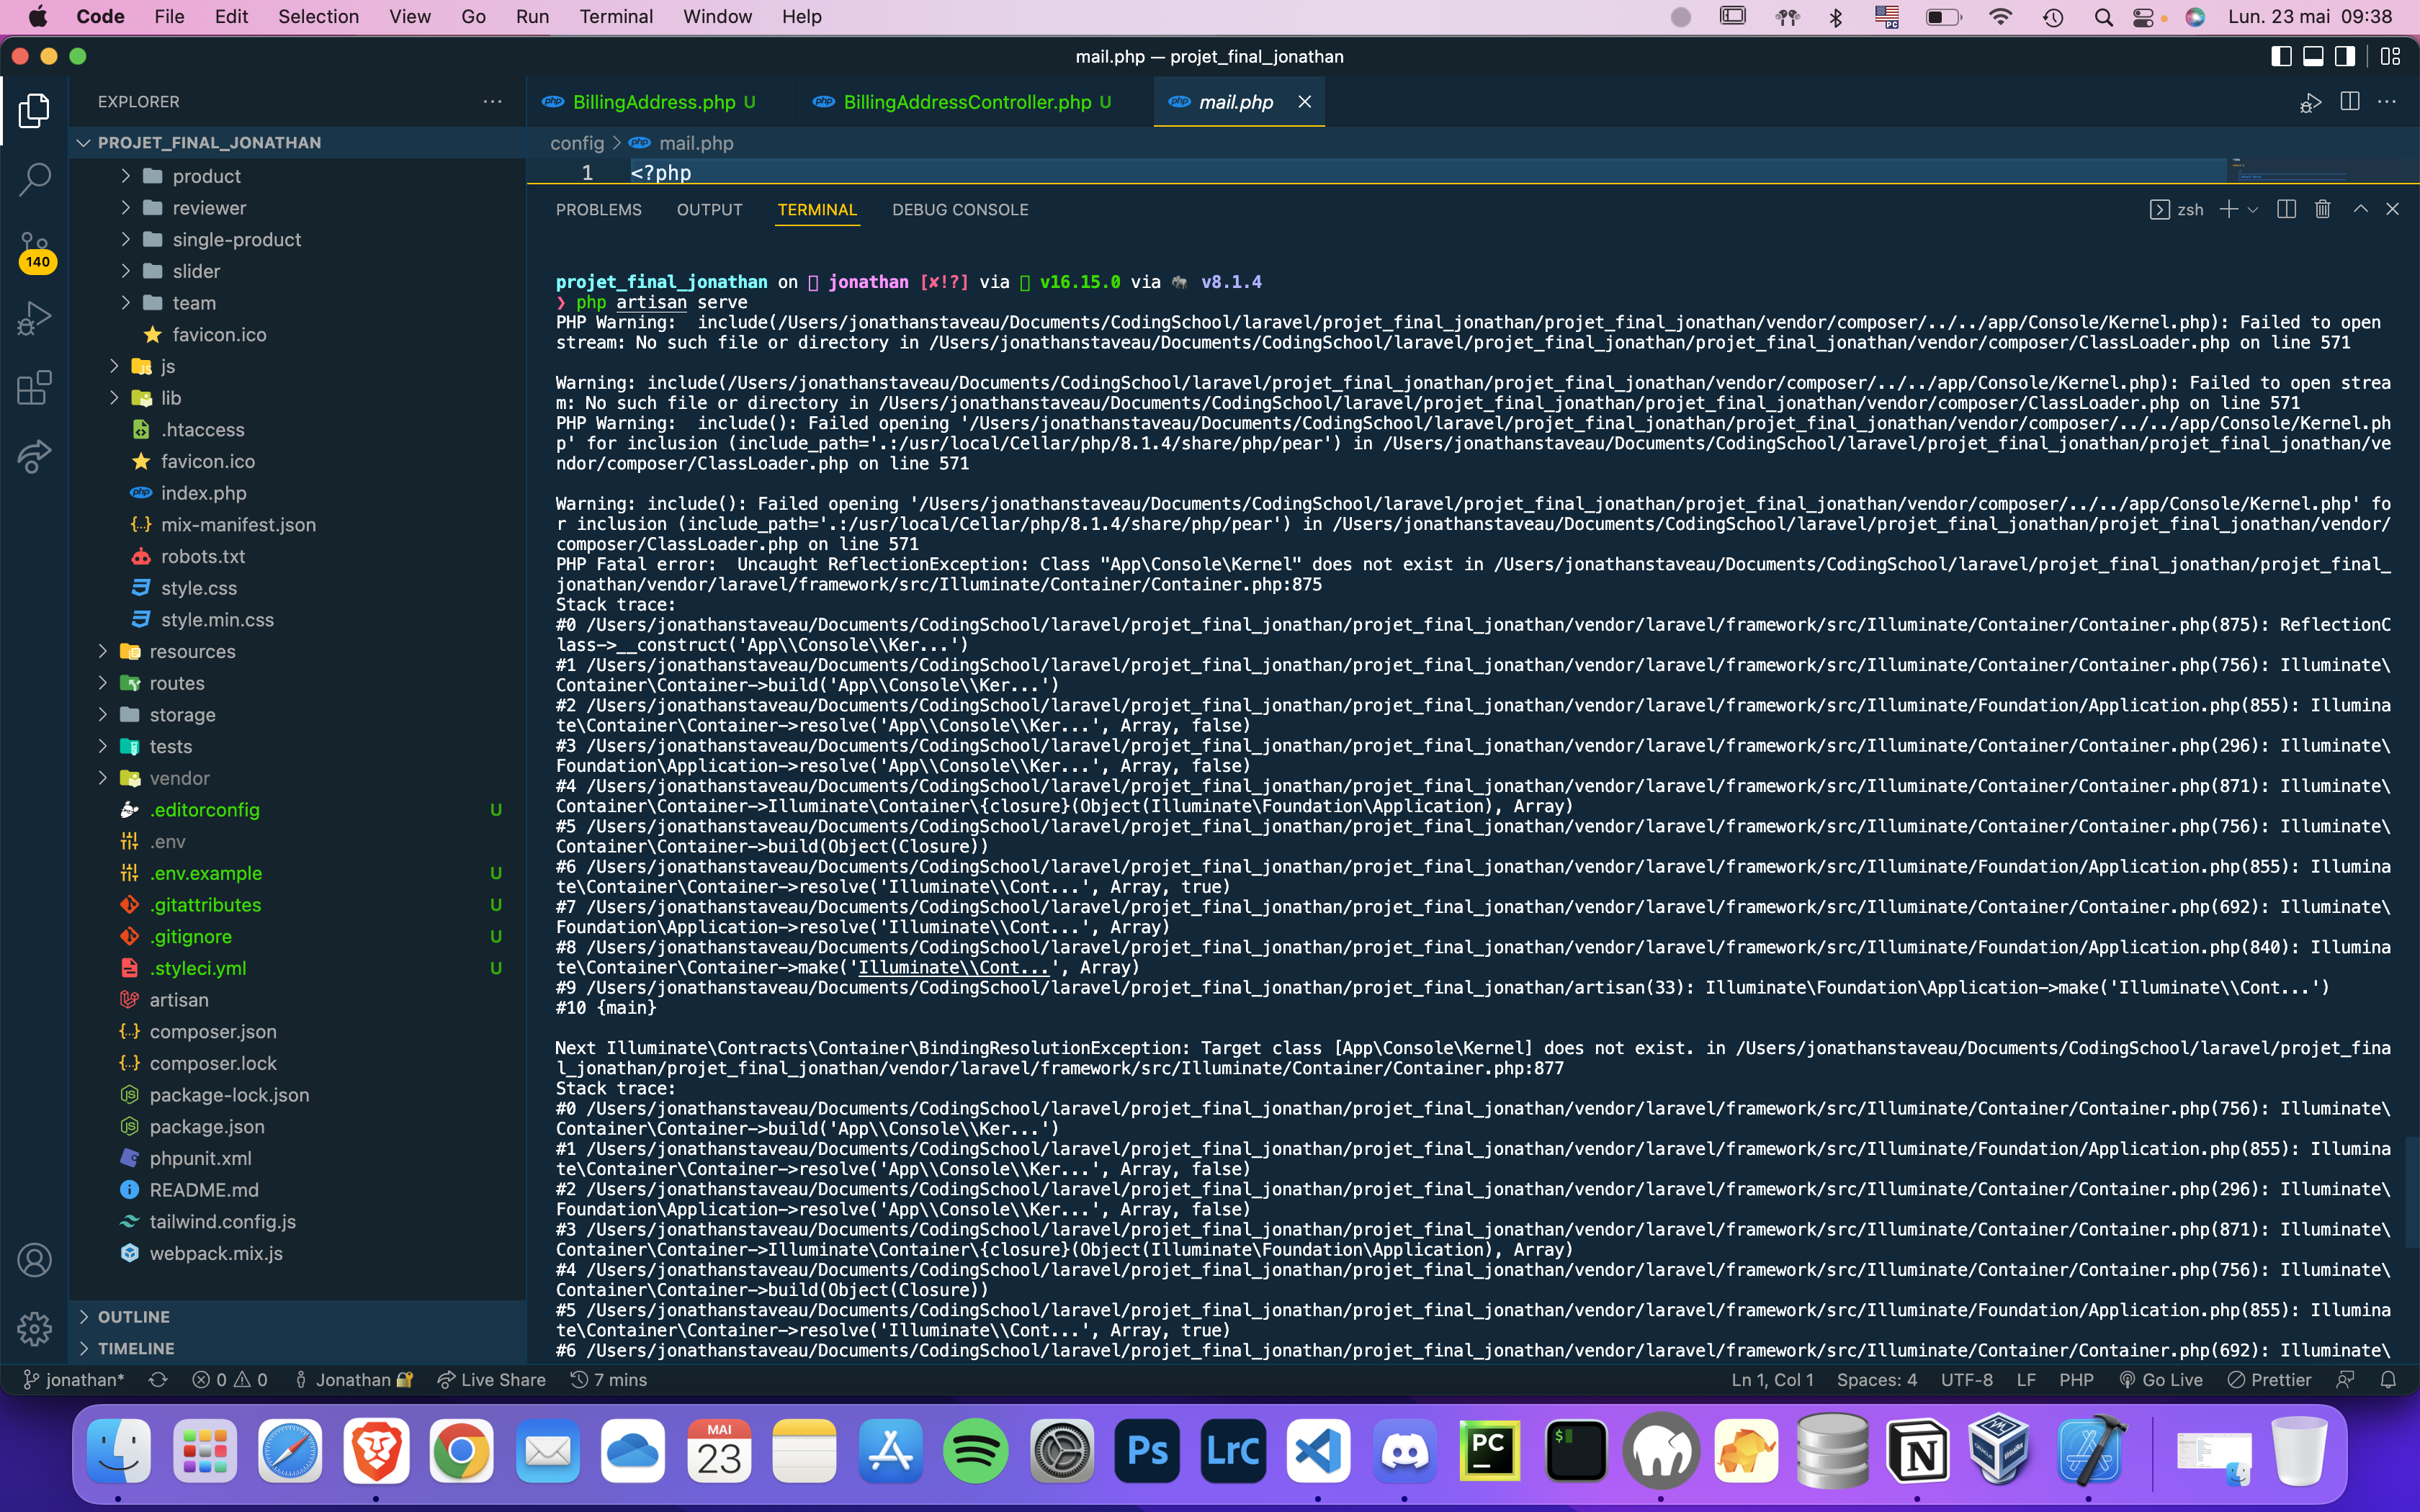 Code File Edit Selection View Go Run Terminal Window Help Lun. 23 mai 09:38
mail.php — projet_final_jonathan
EXPLORER
PROJET_FINAL_JONATHAN
product
reviewer
single-product
slider
team
favicon.ico
js
lib
.htaccess
favicon.ico
index.php
mix-manifest.json
robots.txt
style.css
style.min.css
resources
routes
storage
tests
vendor
.editorconfig U
.env
.env.example U
.gitattributes U
.gitignore U
.styleci.yml U
artisan
composer.json
composer.lock
package-lock.json
package.json
phpunit.xml
README.md
tailwind.config.js
webpack.mix.js
OUTLINE
TIMELINE
140
BillingAddress.php U BillingAddressController.php U mail.php
config > mail.php
1 <?php
PROBLEMS OUTPUT TERMINAL DEBUG CONSOLE zsh
projet_final_jonathan on jonathan [✘!?] via v16.15.0 via 🐘 v8.1.4
❯ php artisan serve
PHP Warning:  include(/Users/jonathanstaveau/Documents/CodingSchool/laravel/projet_final_jonathan/projet_final_jonathan/vendor/composer/../../app/Console/Kernel.php): Failed to open
stream: No such file or directory in /Users/jonathanstaveau/Documents/CodingSchool/laravel/projet_final_jonathan/projet_final_jonathan/vendor/composer/ClassLoader.php on line 571
Warning: include(/Users/jonathanstaveau/Documents/CodingSchool/laravel/projet_final_jonathan/projet_final_jonathan/vendor/composer/../../app/Console/Kernel.php): Failed to open strea
m: No such file or directory in /Users/jonathanstaveau/Documents/CodingSchool/laravel/projet_final_jonathan/projet_final_jonathan/vendor/composer/ClassLoader.php on line 571
PHP Warning:  include(): Failed opening '/Users/jonathanstaveau/Documents/CodingSchool/laravel/projet_final_jonathan/projet_final_jonathan/vendor/composer/../../app/Console/Kernel.ph
p' for inclusion (include_path='.:/usr/local/Cellar/php/8.1.4/share/php/pear') in /Users/jonathanstaveau/Documents/CodingSchool/laravel/projet_final_jonathan/projet_final_jonathan/ve
ndor/composer/ClassLoader.php on line 571
Warning: include(): Failed opening '/Users/jonathanstaveau/Documents/CodingSchool/laravel/projet_final_jonathan/projet_final_jonathan/vendor/composer/../../app/Console/Kernel.php' fo
r inclusion (include_path='.:/usr/local/Cellar/php/8.1.4/share/php/pear') in /Users/jonathanstaveau/Documents/CodingSchool/laravel/projet_final_jonathan/projet_final_jonathan/vendor/
composer/ClassLoader.php on line 571
PHP Fatal error:  Uncaught ReflectionException: Class "App\Console\Kernel" does not exist in /Users/jonathanstaveau/Documents/CodingSchool/laravel/projet_final_jonathan/projet_final_
jonathan/vendor/laravel/framework/src/Illuminate/Container/Container.php:875
Stack trace:
#0 /Users/jonathanstaveau/Documents/CodingSchool/laravel/projet_final_jonathan/projet_final_jonathan/vendor/laravel/framework/src/Illuminate/Container/Container.php(875): ReflectionC
lass->__construct('App\\Console\\Ker...')
#1 /Users/jonathanstaveau/Documents/CodingSchool/laravel/projet_final_jonathan/projet_final_jonathan/vendor/laravel/framework/src/Illuminate/Container/Container.php(756): Illuminate\
Container\Container->build('App\\Console\\Ker...')
#2 /Users/jonathanstaveau/Documents/CodingSchool/laravel/projet_final_jonathan/projet_final_jonathan/vendor/laravel/framework/src/Illuminate/Foundation/Application.php(855): Illumina
te\Container\Container->resolve('App\\Console\\Ker...', Array, false)
#3 /Users/jonathanstaveau/Documents/CodingSchool/laravel/projet_final_jonathan/projet_final_jonathan/vendor/laravel/framework/src/Illuminate/Container/Container.php(296): Illuminate\
Foundation\Application->resolve('App\\Console\\Ker...', Array, false)
#4 /Users/jonathanstaveau/Documents/CodingSchool/laravel/projet_final_jonathan/projet_final_jonathan/vendor/laravel/framework/src/Illuminate/Container/Container.php(871): Illuminate\
Container\Container->Illuminate\Container\{closure}(Object(Illuminate\Foundation\Application), Array)
#5 /Users/jonathanstaveau/Documents/CodingSchool/laravel/projet_final_jonathan/projet_final_jonathan/vendor/laravel/framework/src/Illuminate/Container/Container.php(756): Illuminate\
Container\Container->build(Object(Closure))
#6 /Users/jonathanstaveau/Documents/CodingSchool/laravel/projet_final_jonathan/projet_final_jonathan/vendor/laravel/framework/src/Illuminate/Foundation/Application.php(855): Illumina
te\Container\Container->resolve('Illuminate\\Cont...', Array, true)
#7 /Users/jonathanstaveau/Documents/CodingSchool/laravel/projet_final_jonathan/projet_final_jonathan/vendor/laravel/framework/src/Illuminate/Container/Container.php(692): Illuminate\
Foundation\Application->resolve('Illuminate\\Cont...', Array)
#8 /Users/jonathanstaveau/Documents/CodingSchool/laravel/projet_final_jonathan/projet_final_jonathan/vendor/laravel/framework/src/Illuminate/Foundation/Application.php(840): Illumina
te\Container\Container->make('Illuminate\\Cont...', Array)
#9 /Users/jonathanstaveau/Documents/CodingSchool/laravel/projet_final_jonathan/projet_final_jonathan/artisan(33): Illuminate\Foundation\Application->make('Illuminate\\Cont...')
#10 {main}
Next Illuminate\Contracts\Container\BindingResolutionException: Target class [App\Console\Kernel] does not exist. in /Users/jonathanstaveau/Documents/CodingSchool/laravel/projet_fina
l_jonathan/projet_final_jonathan/vendor/laravel/framework/src/Illuminate/Container/Container.php:877
Stack trace:
#0 /Users/jonathanstaveau/Documents/CodingSchool/laravel/projet_final_jonathan/projet_final_jonathan/vendor/laravel/framework/src/Illuminate/Container/Container.php(756): Illuminate\
Container\Container->build('App\\Console\\Ker...')
#1 /Users/jonathanstaveau/Documents/CodingSchool/laravel/projet_final_jonathan/projet_final_jonathan/vendor/laravel/framework/src/Illuminate/Foundation/Application.php(855): Illumina
te\Container\Container->resolve('App\\Console\\Ker...', Array, false)
#2 /Users/jonathanstaveau/Documents/CodingSchool/laravel/projet_final_jonathan/projet_final_jonathan/vendor/laravel/framework/src/Illuminate/Container/Container.php(296): Illuminate\
Foundation\Application->resolve('App\\Console\\Ker...', Array, false)
#3 /Users/jonathanstaveau/Documents/CodingSchool/laravel/projet_final_jonathan/projet_final_jonathan/vendor/laravel/framework/src/Illuminate/Container/Container.php(871): Illuminate\
Container\Container->Illuminate\Container\{closure}(Object(Illuminate\Foundation\Application), Array)
#4 /Users/jonathanstaveau/Documents/CodingSchool/laravel/projet_final_jonathan/projet_final_jonathan/vendor/laravel/framework/src/Illuminate/Container/Container.php(756): Illuminate\
Container\Container->build(Object(Closure))
#5 /Users/jonathanstaveau/Documents/CodingSchool/laravel/projet_final_jonathan/projet_final_jonathan/vendor/laravel/framework/src/Illuminate/Foundation/Application.php(855): Illumina
te\Container\Container->resolve('Illuminate\\Cont...', Array, true)
#6 /Users/jonathanstaveau/Documents/CodingSchool/laravel/projet_final_jonathan/projet_final_jonathan/vendor/laravel/framework/src/Illuminate/Container/Container.php(692): Illuminate\
jonathan* 0 0 Jonathan 🔐 Live Share 7 mins Ln 1, Col 1 Spaces: 4 UTF-8 LF PHP Go Live Prettier
MAI
23
Ps
LrC
PC
$
N